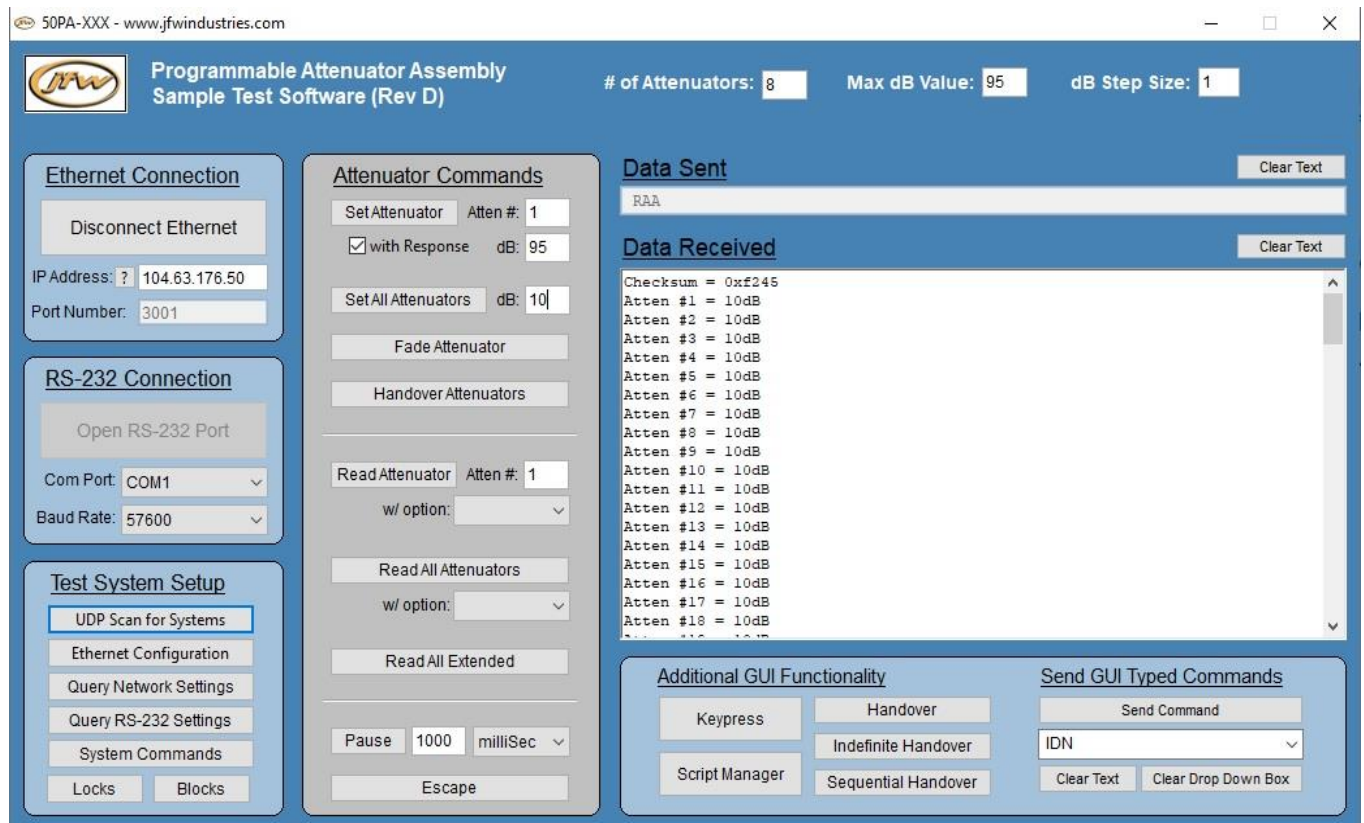 50PA-XXX - www.jfwindustries.com
JFW
Programmable Attenuator Assembly
Sample Test Software (Rev D)
# of Attenuators: 8 Max dB Value: 95 dB Step Size: 1
Ethernet Connection
Disconnect Ethernet
IP Address: ? 104.63.176.50
Port Number: 3001
RS-232 Connection
Open RS-232 Port
Com Port: COM1
Baud Rate: 57600
Test System Setup
UDP Scan for Systems
Ethernet Configuration
Query Network Settings
Query RS-232 Settings
System Commands
Locks Blocks
Attenuator Commands
Set Attenuator Atten #: 1
with Response dB: 95
Set All Attenuators dB: 10
Fade Attenuator
Handover Attenuators
Read Attenuator Atten #: 1
w/ option:
Read All Attenuators
w/ option:
Read All Extended
Pause 1000 milliSec
Escape
Data Sent Clear Text
RAA
Data Received Clear Text
Checksum = 0xf245
Atten #1 = 10dB
Atten #2 = 10dB
Atten #3 = 10dB
Atten #4 = 10dB
Atten #5 = 10dB
Atten #6 = 10dB
Atten #7 = 10dB
Atten #8 = 10dB
Atten #9 = 10dB
Atten #10 = 10dB
Atten #11 = 10dB
Atten #12 = 10dB
Atten #13 = 10dB
Atten #14 = 10dB
Atten #15 = 10dB
Atten #16 = 10dB
Atten #17 = 10dB
Atten #18 = 10dB
Additional GUI Functionality
Keypress
Script Manager
Handover
Indefinite Handover
Sequential Handover
Send GUI Typed Commands
Send Command
IDN
Clear Text Clear Drop Down Box